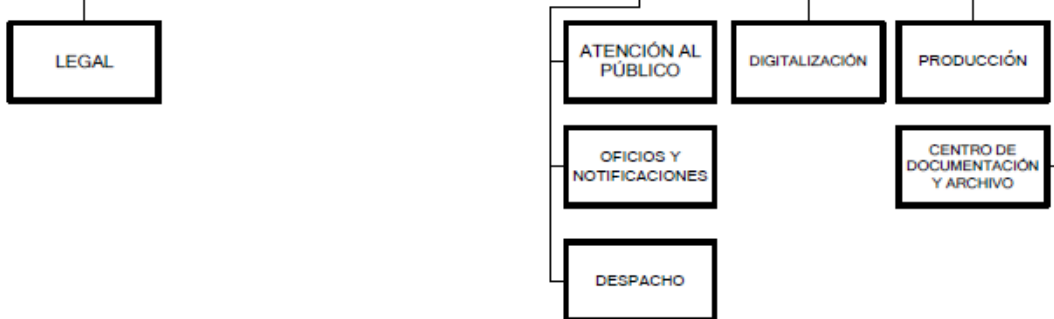 LEGAL
ATENCIÓN AL
PÚBLICO
DIGITALIZACIÓN
PRODUCCIÓN
OFICIOS Y
NOTIFICACIONES
CENTRO DE
DOCUMENTACIÓN
Y ARCHIVO
DESPACHO